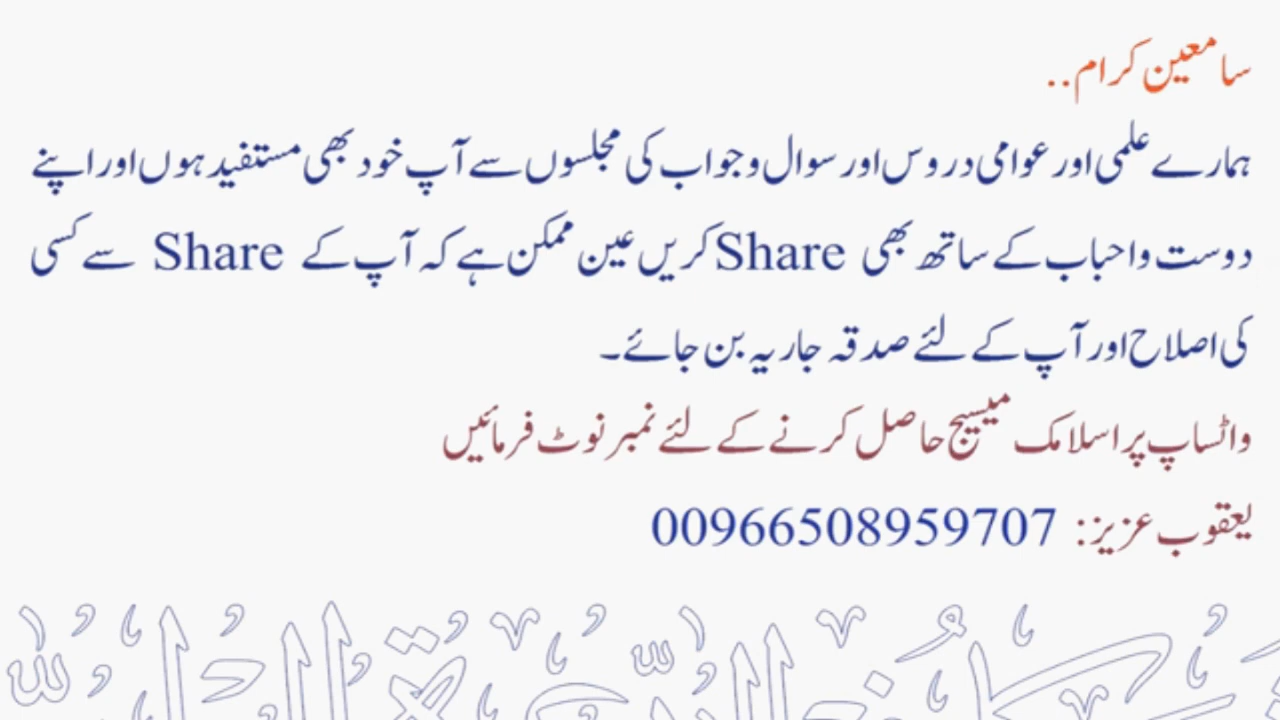 سامعین کرام..
ہمارے علمی اور عوامی دروس اور سوال و جواب کی مجلسوں سے آپ خود بھی مستفید ہوں اور اپنے
دوست و احباب کے ساتھ بھی Share کریں عین ممکن ہے کہ آپ کے Share سے کسی
کی اصلاح اور آپ کے لئے صدقہ جاریہ بن جائے۔
واٹساپ پر اسلامک میسیج حاصل کرنے کے لئے نمبر نوٹ فرمائیں
یعقوب عزیز: 00966508959707